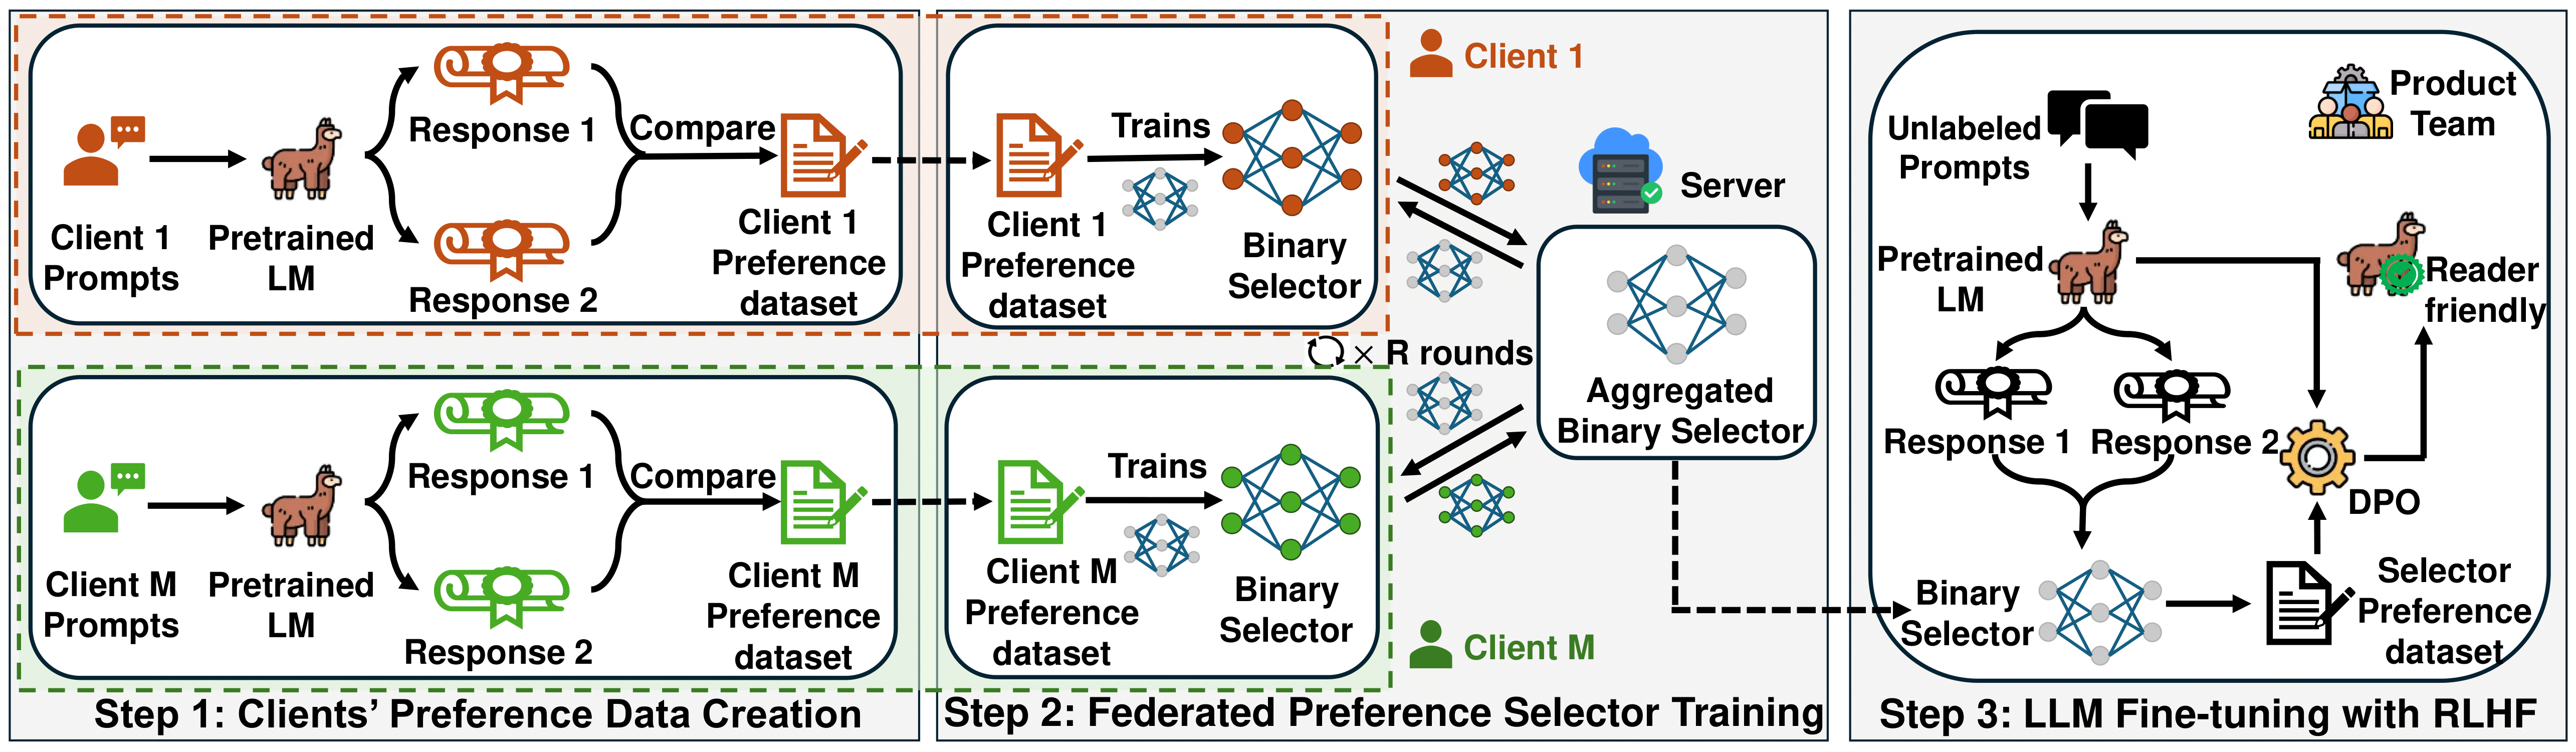 Client 1
Prompts
Pretrained
LM
Response 1
Response 2
Compare
Client 1
Preference
dataset
Client M
Prompts
Pretrained
LM
Response 1
Response 2
Compare
Client M
Preference
dataset
Step 1: Clients’ Preference Data Creation
Client 1
Preference
dataset
Trains
Binary
Selector
Client 1
Server
× R rounds
Aggregated
Binary Selector
Client M
Preference
dataset
Trains
Binary
Selector
Client M
Step 2: Federated Preference Selector Training
Product
Team
Unlabeled
Prompts
Pretrained
LM
Reader
friendly
Response 1
Response 2
DPO
Binary
Selector
Selector
Preference
dataset
Step 3: LLM Fine-tuning with RLHF